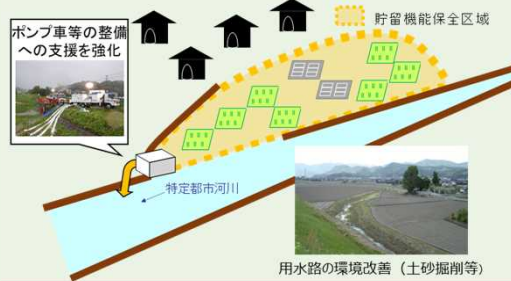 貯留機能保全区域
ポンプ車等の整備
への支援を強化
特定都市河川
用水路の環境改善（土砂掘削等）